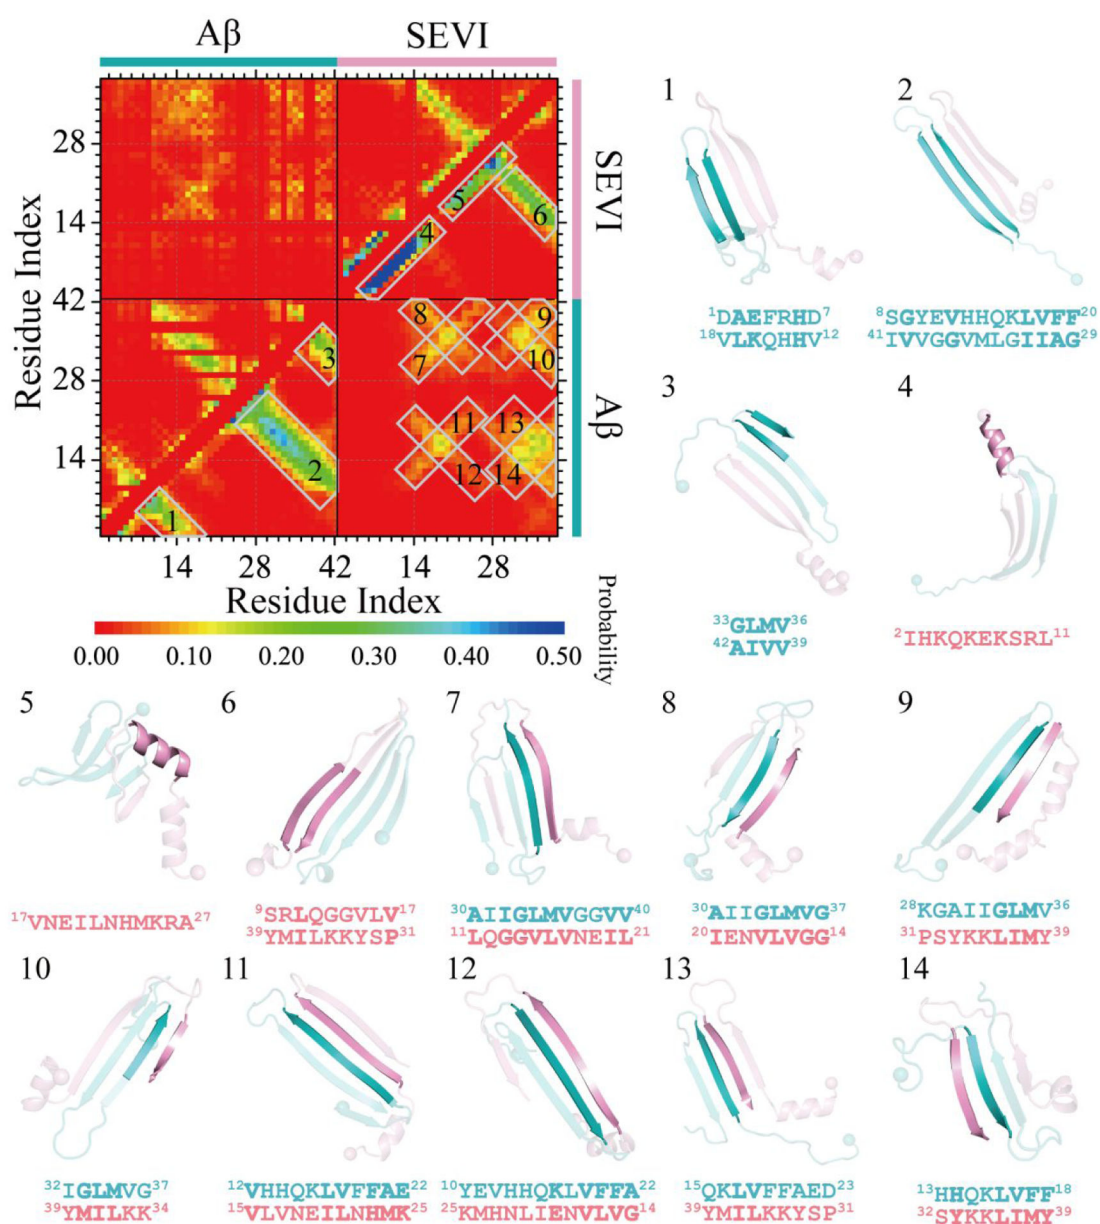 Aβ SEVI
28
14
42
28
14
14 28 42 14 28
Residue Index
Residue Index
Residue Index
SEVI
Aβ
Probability
0.00 0.10 0.20 0.30 0.40 0.50
1
2
3
4
5
6
7
8
9
10
11
12
13
14
1
¹DAEFRHD⁷
¹⁸VLKQHHV¹²
2
⁸SGYEVHHQKLVFF²⁰
⁴¹IVVGGVMLGIIAG²⁹
3
³³GLMV³⁶
⁴²AIVV³⁹
4
²IHKQKEKSRL¹¹
5
¹⁷VNEILNHMKRA²⁷
6
⁹SRLQGGVLV¹⁷
³⁹YMILKKYSP³¹
7
³⁰AIIGLMVGGVV⁴⁰
¹¹LQGGVLVNEIL²¹
8
³⁰AIIGLMVG³⁷
²⁰IENVLVGG¹⁴
9
²⁸KGAIIGLMV³⁶
³¹PSYKKLIMY³⁹
10
³²IGLMVG³⁷
³⁹YMILKK³⁴
11
¹²VHHQKLVFFAE²²
¹⁵VLVNEILNHMK²⁵
12
¹⁰YEVHHQKLVFFA²²
²⁵KMHNLIENVLVG¹⁴
13
¹⁵QKLVFFAED²³
³⁹YMILKKYSP³¹
14
¹³HHQKLVFF¹⁸
³²SYKKLIMY³⁹